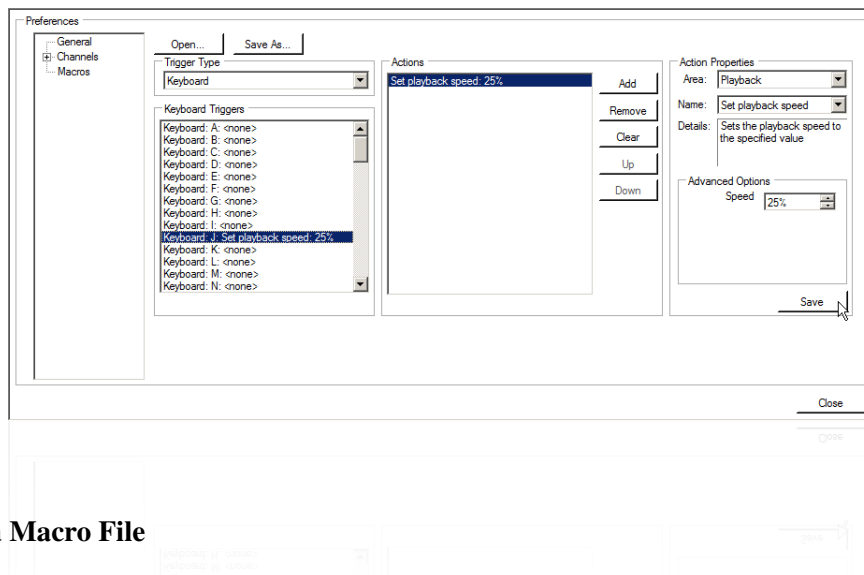 Preferences
General
Channels
Macros
Open...
Save As...
Trigger Type
Keyboard
Keyboard Triggers
Keyboard: A: <none>
Keyboard: B: <none>
Keyboard: C: <none>
Keyboard: D: <none>
Keyboard: E: <none>
Keyboard: F: <none>
Keyboard: G: <none>
Keyboard: H: <none>
Keyboard: I: <none>
Keyboard: J: Set playback speed: 25%
Keyboard: K: <none>
Keyboard: L: <none>
Keyboard: M: <none>
Keyboard: N: <none>
Actions
Set playback speed: 25%
Add
Remove
Clear
Up
Down
Action Properties
Area: Playback
Name: Set playback speed
Details: Sets the playback speed to
the specified value
Advanced Options
Speed 25%
Save
Close
Macro File